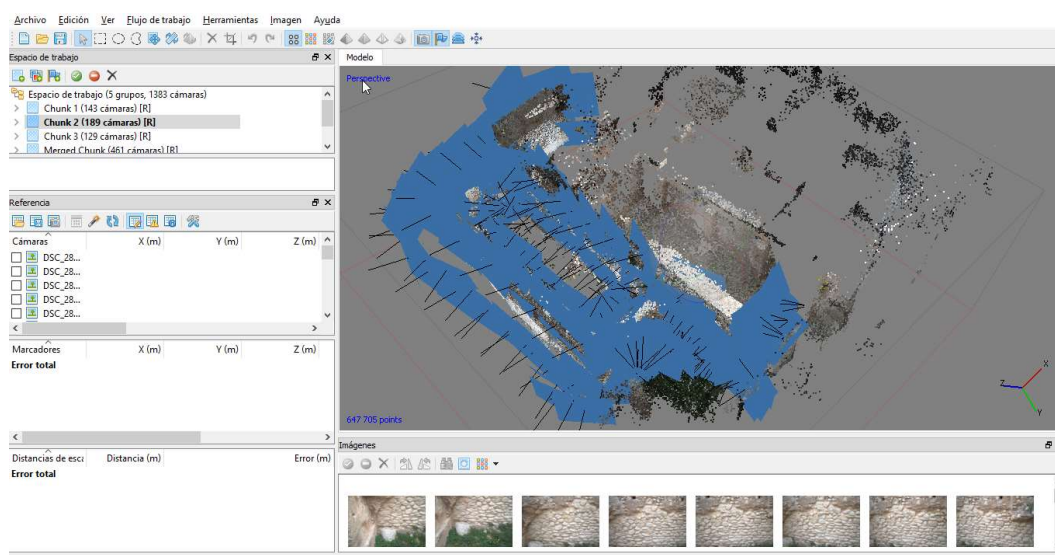 Archivo Edición Ver Flujo de trabajo Herramientas Imagen Ayuda
Espacio de trabajo
Modelo
Espacio de trabajo (5 grupos, 1383 cámaras)
Chunk 1 (143 cámaras) [R]
Chunk 2 (189 cámaras) [R]
Chunk 3 (129 cámaras) [R]
Merged Chunk (461 cámaras) [R]
Referencia
Cámaras X (m) Y (m) Z (m)
DSC_28...
DSC_28...
DSC_28...
DSC_28...
DSC_28...
Marcadores X (m) Y (m) Z (m)
Error total
Distancias de esca Distancia (m) Error (m)
Error total
Perspective
X
Z
Y
647 705 points
Imágenes